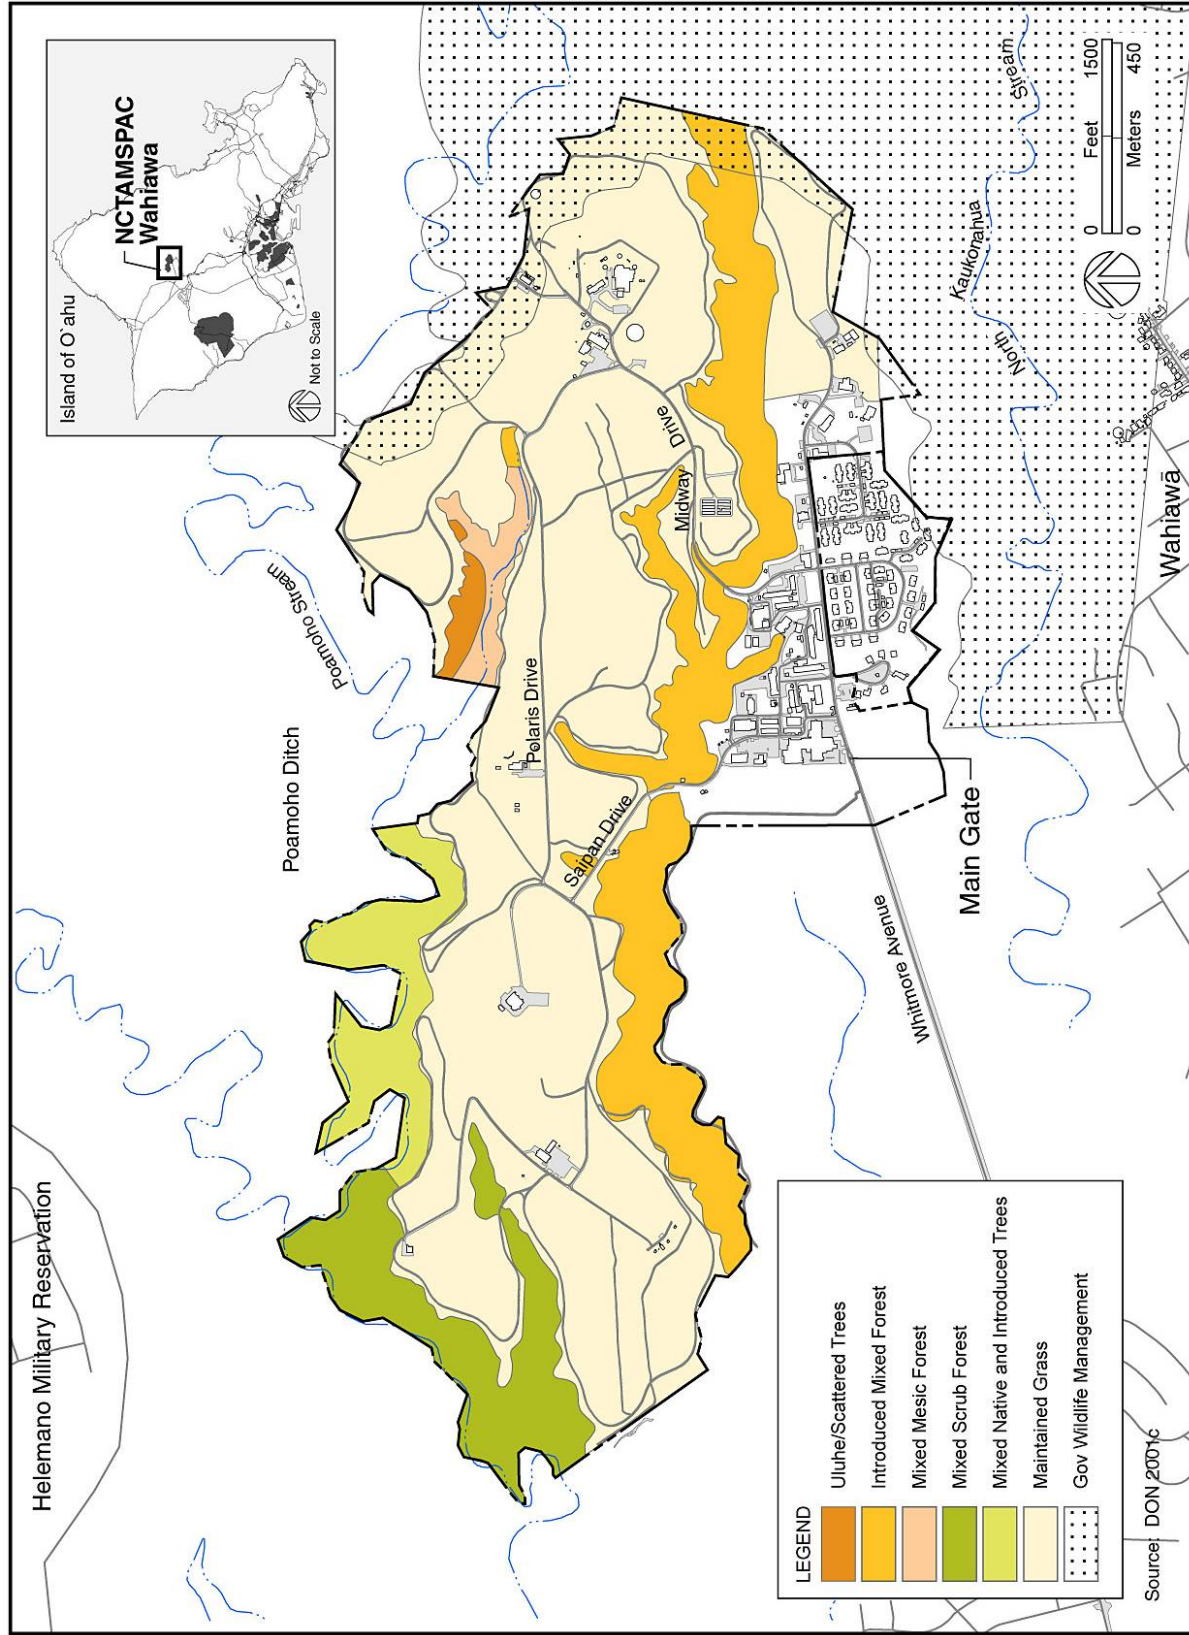 Helemano Military Reservation
Poamoho Ditch
Poamoho Stream
Island of O`ahu
NCTAMSPAC
Wahiawa
Not to Scale
Polaris Drive
Saipan Drive
Midway
Drive
Whitmore Avenue
Main Gate
North
Kaukonahua
Stream
Wahiawā
0 Feet 1500
0 Meters 450
LEGEND
Uluhe/Scattered Trees
Introduced Mixed Forest
Mixed Mesic Forest
Mixed Scrub Forest
Mixed Native and Introduced Trees
Maintained Grass
Gov Wildlife Management
Source: DON 2001c